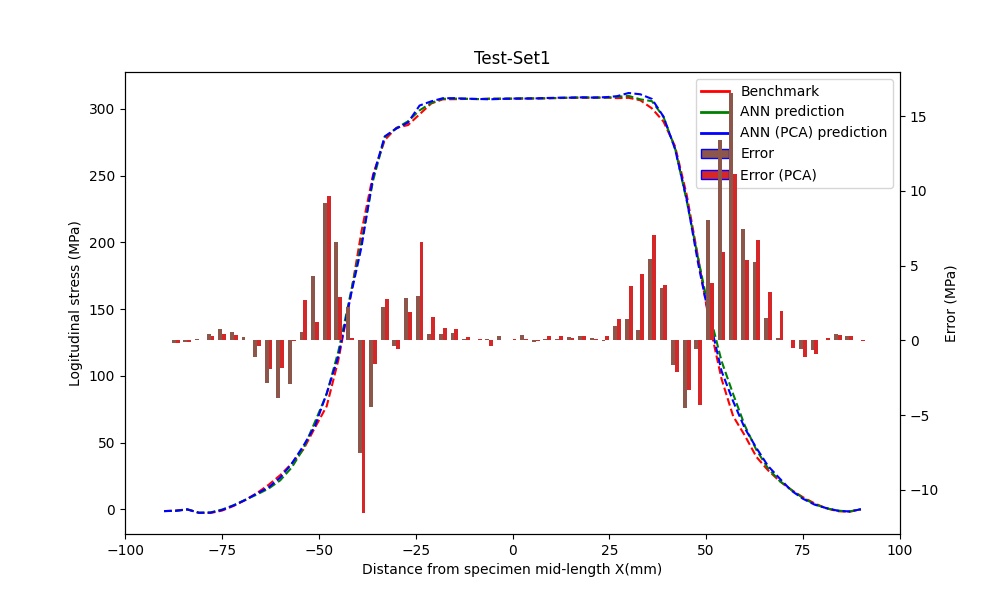 Test-Set1
Benchmark
ANN prediction
ANN (PCA) prediction
Error
Error (PCA)
300
250
200
150
100
50
0
Logitudinal stress (MPa)
15
10
5
0
−5
−10
Error (MPa)
−100 −75 −50 −25 0 25 50 75 100
Distance from specimen mid-length X(mm)